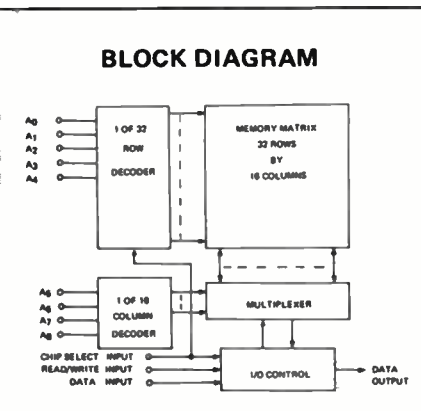 BLOCK DIAGRAM
A0
A1
A2
A3
A4
1 OF 32
ROW
DECODER
MEMORY MATRIX
32 ROWS
BY
16 COLUMNS
A5
A6
A7
A8
1 OF 16
COLUMN
DECODER
MULTIPLEXER
CHIP SELECT INPUT
READ/WRITE INPUT
DATA INPUT
I/O CONTROL
DATA
OUTPUT